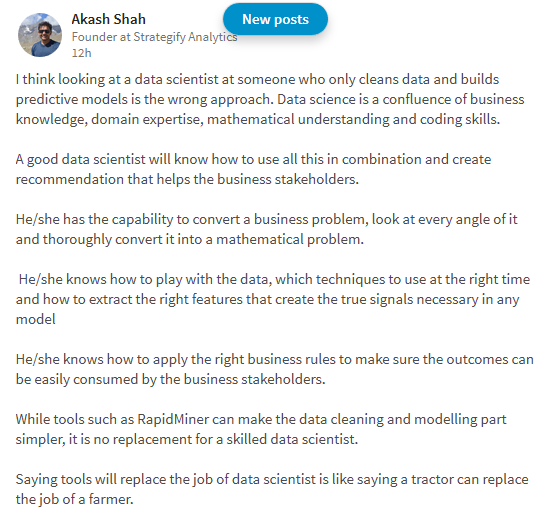 Akash Shah
New posts
Founder at Strategify Analytics
12h
I think looking at a data scientist at someone who only cleans data and builds
predictive models is the wrong approach. Data science is a confluence of business
knowledge, domain expertise, mathematical understanding and coding skills.
A good data scientist will know how to use all this in combination and create
recommendation that helps the business stakeholders.
He/she has the capability to convert a business problem, look at every angle of it
and thoroughly convert it into a mathematical problem.
He/she knows how to play with the data, which techniques to use at the right time
and how to extract the right features that create the true signals necessary in any
model
He/she knows how to apply the right business rules to make sure the outcomes can
be easily consumed by the business stakeholders.
While tools such as RapidMiner can make the data cleaning and modelling part
simpler, it is no replacement for a skilled data scientist.
Saying tools will replace the job of data scientist is like saying a tractor can replace
the job of a farmer.